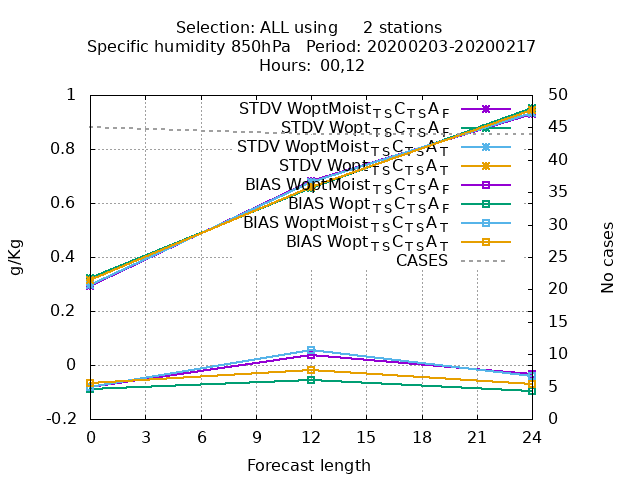 Selection: ALL using     2 stations
Specific humidity 850hPa   Period: 20200203-20200217
Hours:  00,12
1
0.8
0.6
0.4
0.2
0
-0.2
g/Kg
STDV WoptMoist_TS C_TS A_F
STDV Wopt_TS C_TS A_F
STDV WoptMoist_TS C_TS A_T
STDV Wopt_TS C_TS A_T
BIAS WoptMoist_TS C_TS A_F
BIAS Wopt_TS C_TS A_F
BIAS WoptMoist_TS C_TS A_T
BIAS Wopt_TS C_TS A_T
CASES
50
45
40
35
30
25
20
15
10
5
0
No cases
0 3 6 9 12 15 18 21 24
Forecast length